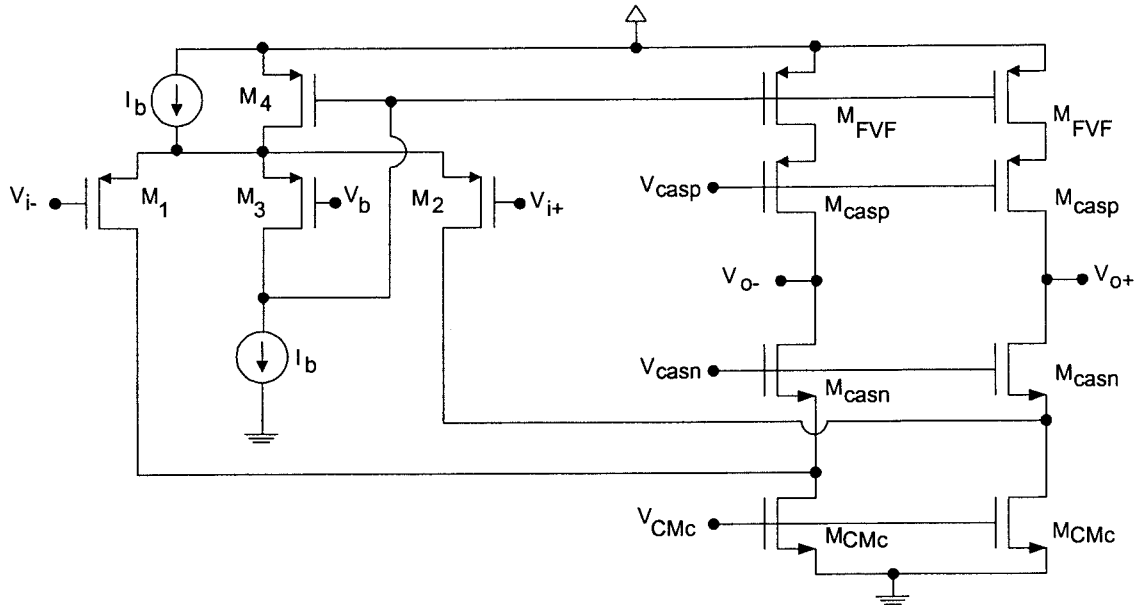 I_b
M_4
M_FVF
M_FVF
V_i-
M_1
M_3
V_b
M_2
V_i+
V_casp
M_casp
M_casp
V_o-
V_o+
I_b
V_casn
M_casn
M_casn
V_CMc
M_CMc
M_CMc